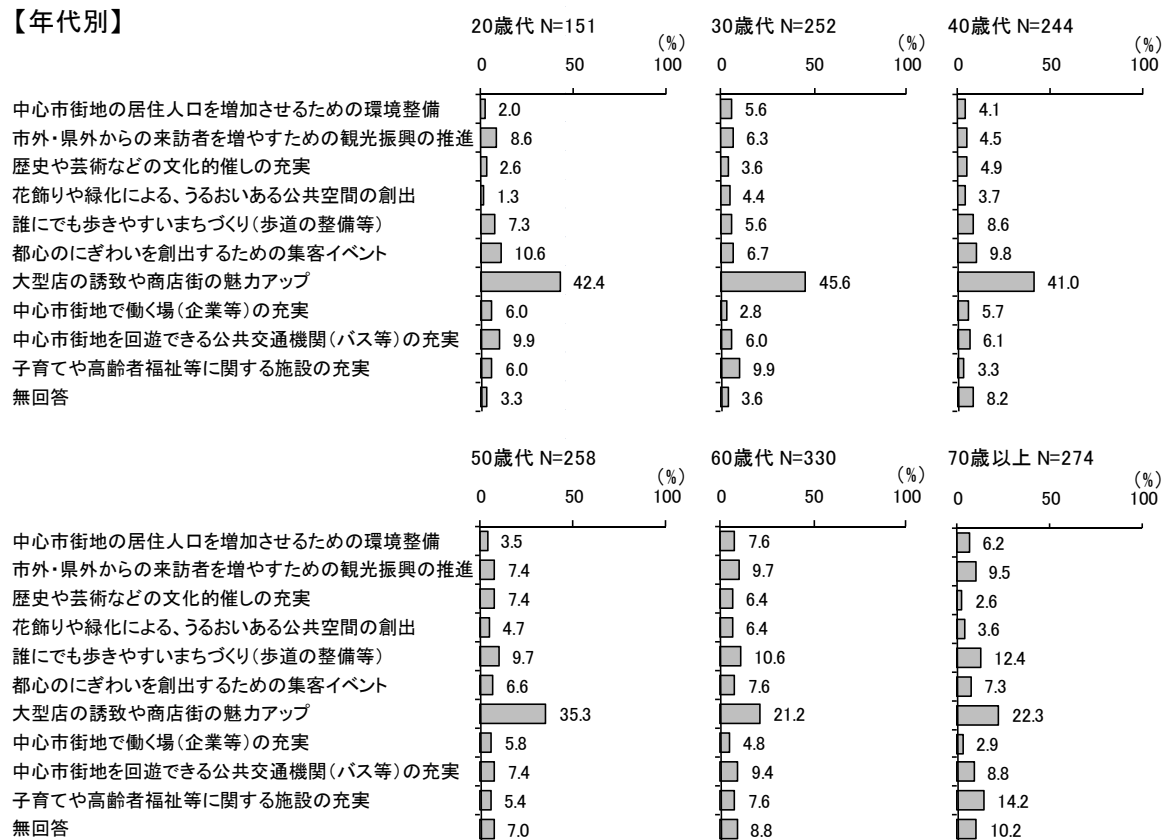 【年代別】
20歳代 N=151 30歳代 N=252 40歳代 N=244
(%) (%) (%)
0 50 100 0 50 100 0 50 100
中心市街地の居住人口を増加させるための環境整備 2.0 5.6 4.1
市外・県外からの来訪者を増やすための観光振興の推進 8.6 6.3 4.5
歴史や芸術などの文化的催しの充実 2.6 3.6 4.9
花飾りや緑化による、うるおいある公共空間の創出 1.3 4.4 3.7
誰にでも歩きやすいまちづくり(歩道の整備等) 7.3 5.6 8.6
都心のにぎわいを創出するための集客イベント 10.6 6.7 9.8
大型店の誘致や商店街の魅力アップ 42.4 45.6 41.0
中心市街地で働く場(企業等)の充実 6.0 2.8 5.7
中心市街地を回遊できる公共交通機関(バス等)の充実 9.9 6.0 6.1
子育てや高齢者福祉等に関する施設の充実 6.0 9.9 3.3
無回答 3.3 3.6 8.2
50歳代 N=258 60歳代 N=330 70歳以上 N=274
(%) (%) (%)
0 50 100 0 50 100 0 50 100
中心市街地の居住人口を増加させるための環境整備 3.5 7.6 6.2
市外・県外からの来訪者を増やすための観光振興の推進 7.4 9.7 9.5
歴史や芸術などの文化的催しの充実 7.4 6.4 2.6
花飾りや緑化による、うるおいある公共空間の創出 4.7 6.4 3.6
誰にでも歩きやすいまちづくり(歩道の整備等) 9.7 10.6 12.4
都心のにぎわいを創出するための集客イベント 6.6 7.6 7.3
大型店の誘致や商店街の魅力アップ 35.3 21.2 22.3
中心市街地で働く場(企業等)の充実 5.8 4.8 2.9
中心市街地を回遊できる公共交通機関(バス等)の充実 7.4 9.4 8.8
子育てや高齢者福祉等に関する施設の充実 5.4 7.6 14.2
無回答 7.0 8.8 10.2